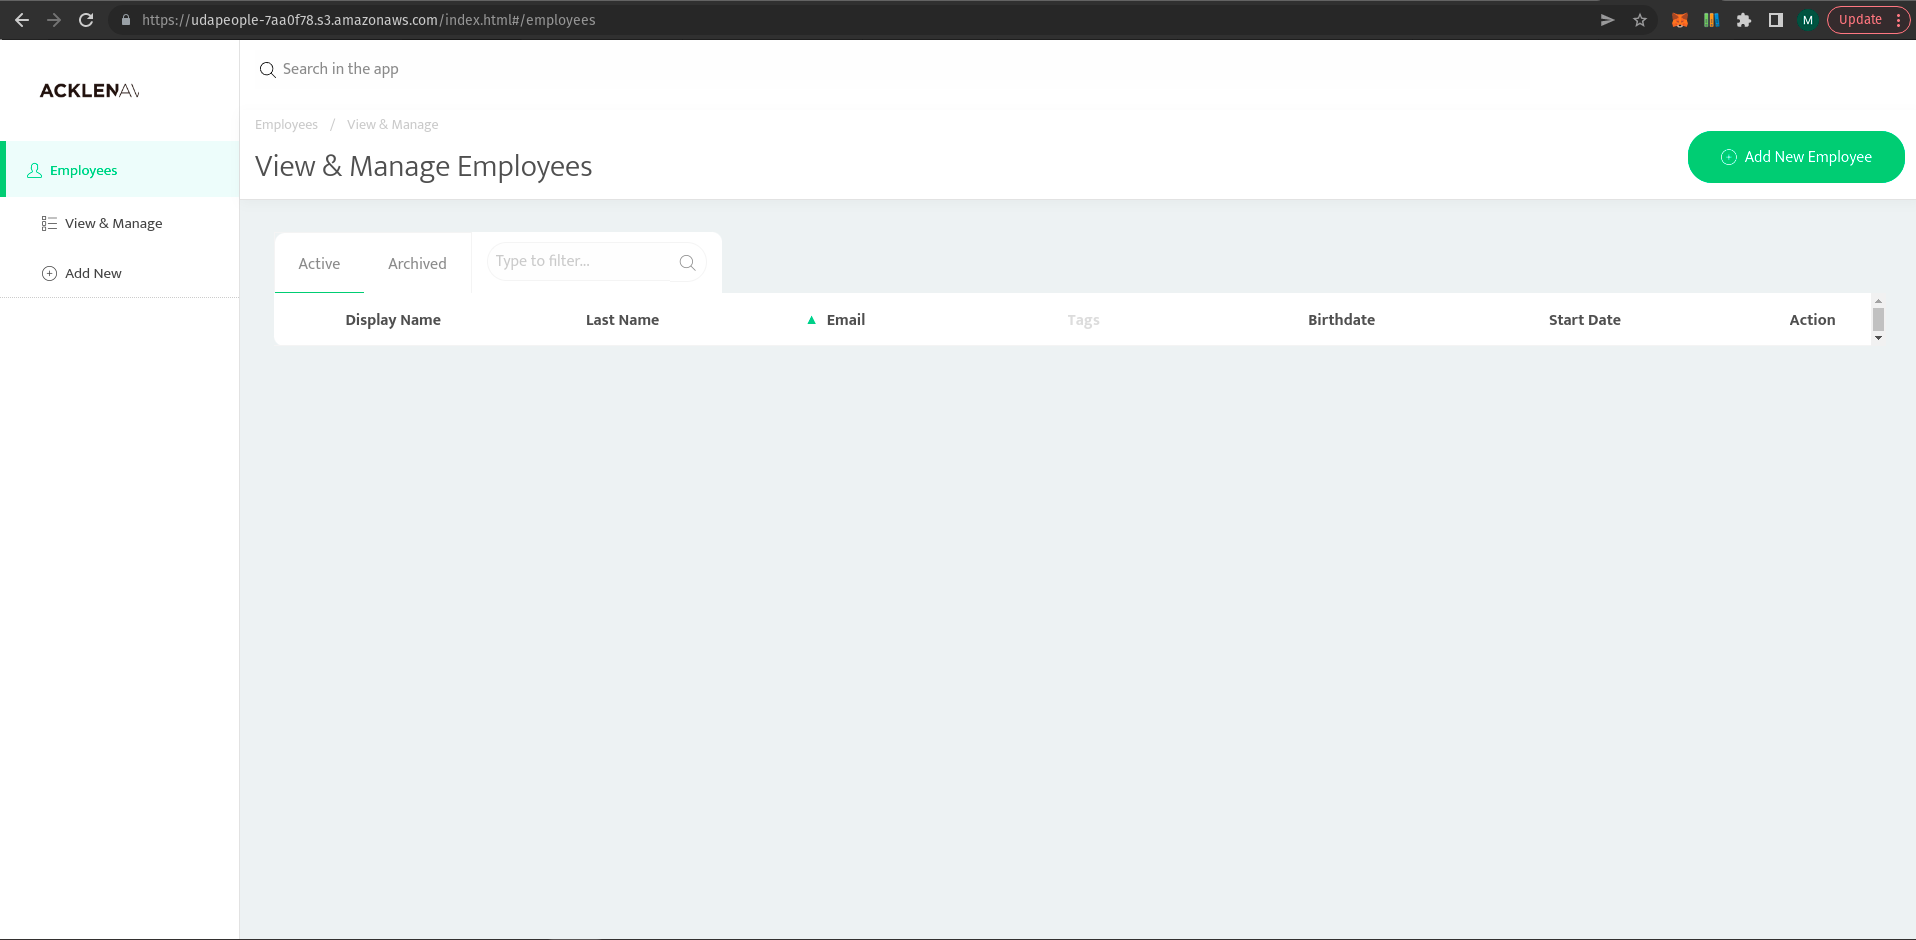 https://udapeople-7aa0f78.s3.amazonaws.com/index.html#/employees
M
Update
ACKLENAV
Search in the app
Employees / View & Manage
View & Manage Employees
Add New Employee
Employees
View & Manage
Add New
Active
Archived
Type to filter...
Display Name
Last Name
Email
Tags
Birthdate
Start Date
Action